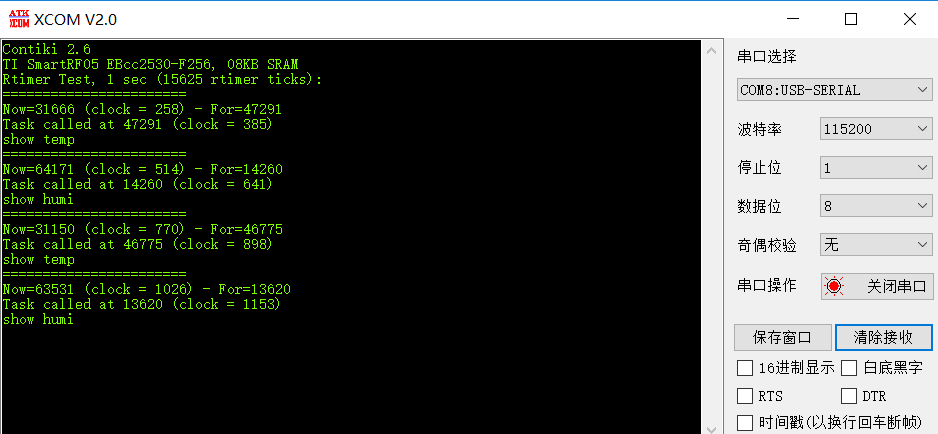 ATK XCOM XCOM V2.0
Contiki 2.6
TI SmartRF05 EBcc2530-F256, 08KB SRAM
Rtimer Test, 1 sec (15625 rtimer ticks):
=======================
Now=31666 (clock = 258) - For=47291
Task called at 47291 (clock = 385)
show temp
=======================
Now=64171 (clock = 514) - For=14260
Task called at 14260 (clock = 641)
show humi
=======================
Now=31150 (clock = 770) - For=46775
Task called at 46775 (clock = 898)
show temp
=======================
Now=63531 (clock = 1026) - For=13620
Task called at 13620 (clock = 1153)
show humi
串口选择
COM8:USB-SERIAL
波特率 115200
停止位 1
数据位 8
奇偶校验 无
串口操作 关闭串口
保存窗口 清除接收
16进制显示 白底黑字
RTS DTR
时间戳(以换行回车断帧)